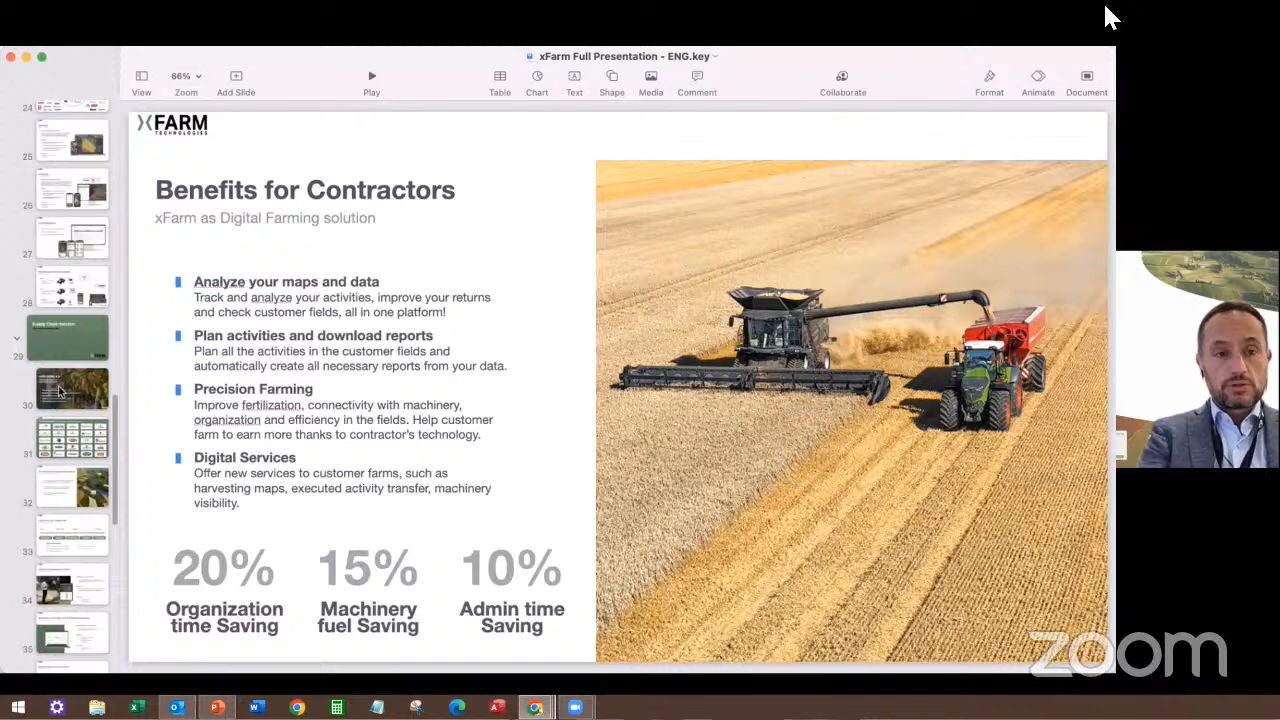 xFarm Full Presentation - ENG.key
66%
View
Zoom
Add Slide
Play
Table
Chart
Text
Shape
Media
Comment
Collaborate
Format
Animate
Document
24
25
26
27
28
29
30
31
32
33
34
35
Supply Chain Solution
XFARM
TECHNOLOGIES
Benefits for Contractors
xFarm as Digital Farming solution
Analyze your maps and data
Track and analyze your activities, improve your returns
and check customer fields, all in one platform!
Plan activities and download reports
Plan all the activities in the customer fields and
automatically create all necessary reports from your data.
Precision Farming
Improve fertilization, connectivity with machinery,
organization and efficiency in the fields. Help customer
farm to earn more thanks to contractor's technology.
Digital Services
Offer new services to customer farms, such as
harvesting maps, executed activity transfer, machinery
visibility.
20%
Organization
time Saving
15%
Machinery
fuel Saving
10%
Admin time
Saving
zoom